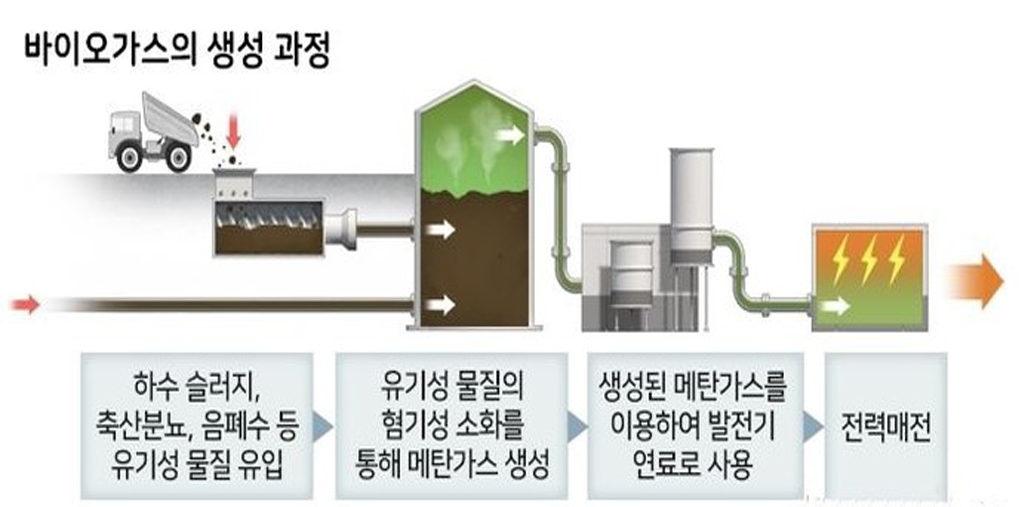 바이오가스의 생성 과정
하수 슬러지,
축산분뇨, 음폐수 등
유기성 물질 유입
유기성 물질의
혐기성 소화를
통해 메탄가스 생성
생성된 메탄가스를
이용하여 발전기
연료로 사용
전력매전